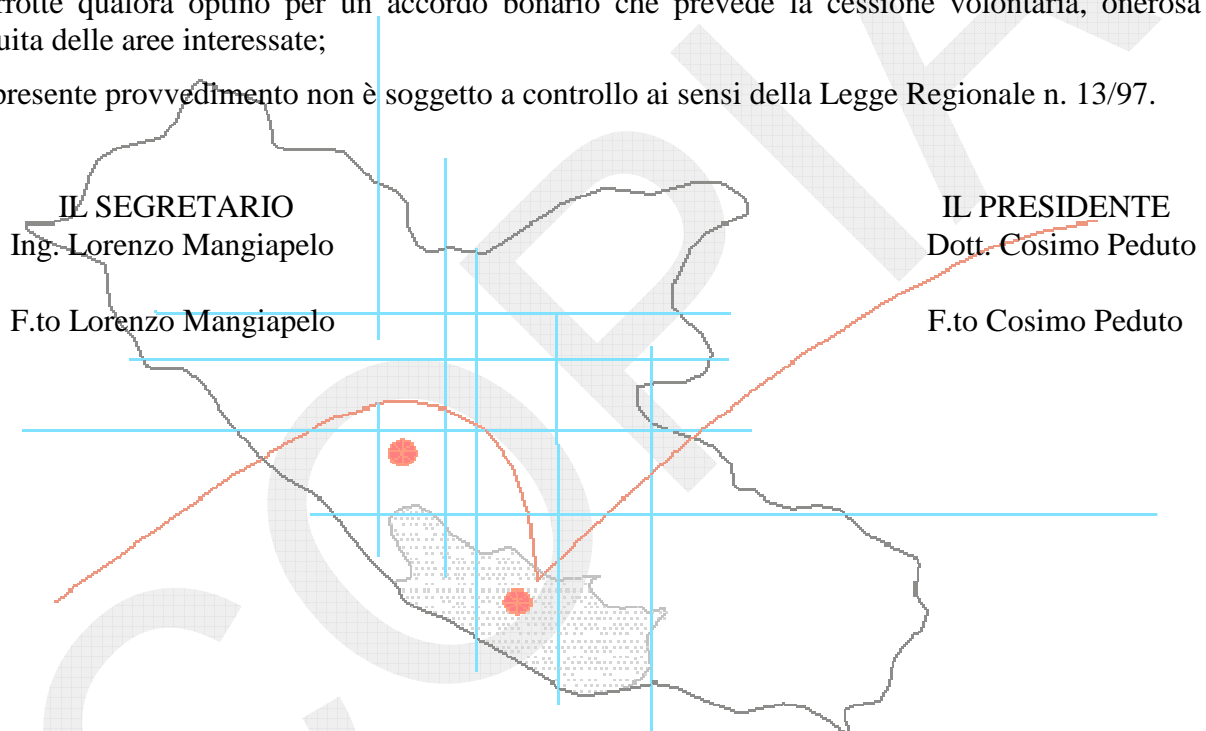 rrotte qualora optino per un accordo bonario che prevede la cessione volontaria, onerosa
uita delle aree interessate;
presente provvedimento non è soggetto a controllo ai sensi della Legge Regionale n. 13/97.
IL SEGRETARIO IL PRESIDENTE
Ing. Lorenzo Mangiapelo Dott. Cosimo Peduto
F.to Lorenzo Mangiapelo F.to Cosimo Peduto
COPIA